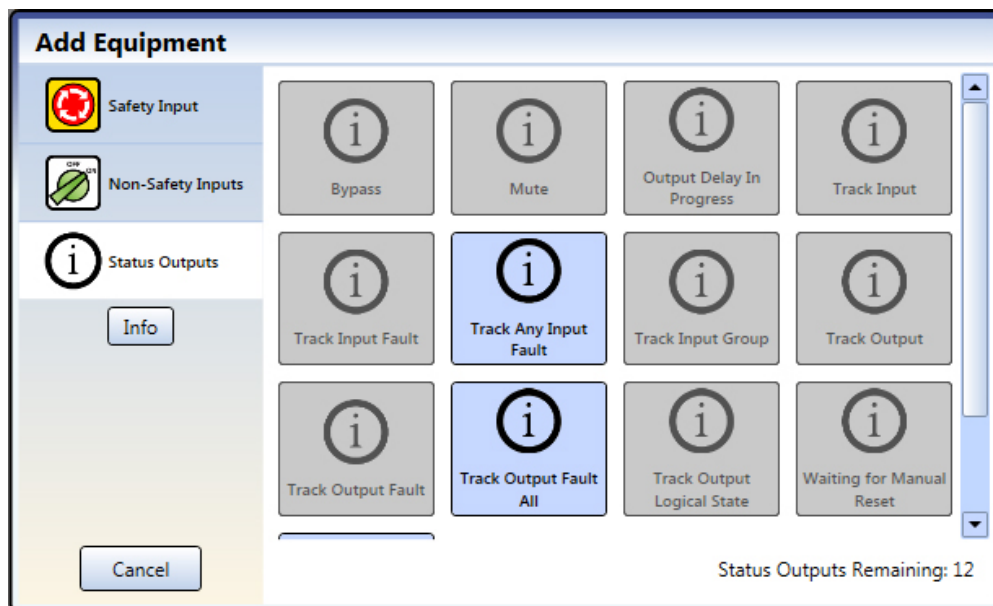 Add Equipment
Safety Input
OFF
ON
Non-Safety Inputs
Status Outputs
Info
Cancel
i
Bypass
i
Mute
i
Output Delay In
Progress
i
Track Input
i
Track Input Fault
i
Track Any Input
Fault
i
Track Input Group
i
Track Output
i
Track Output Fault
i
Track Output Fault
All
i
Track Output
Logical State
i
Waiting for Manual
Reset
Status Outputs Remaining: 12